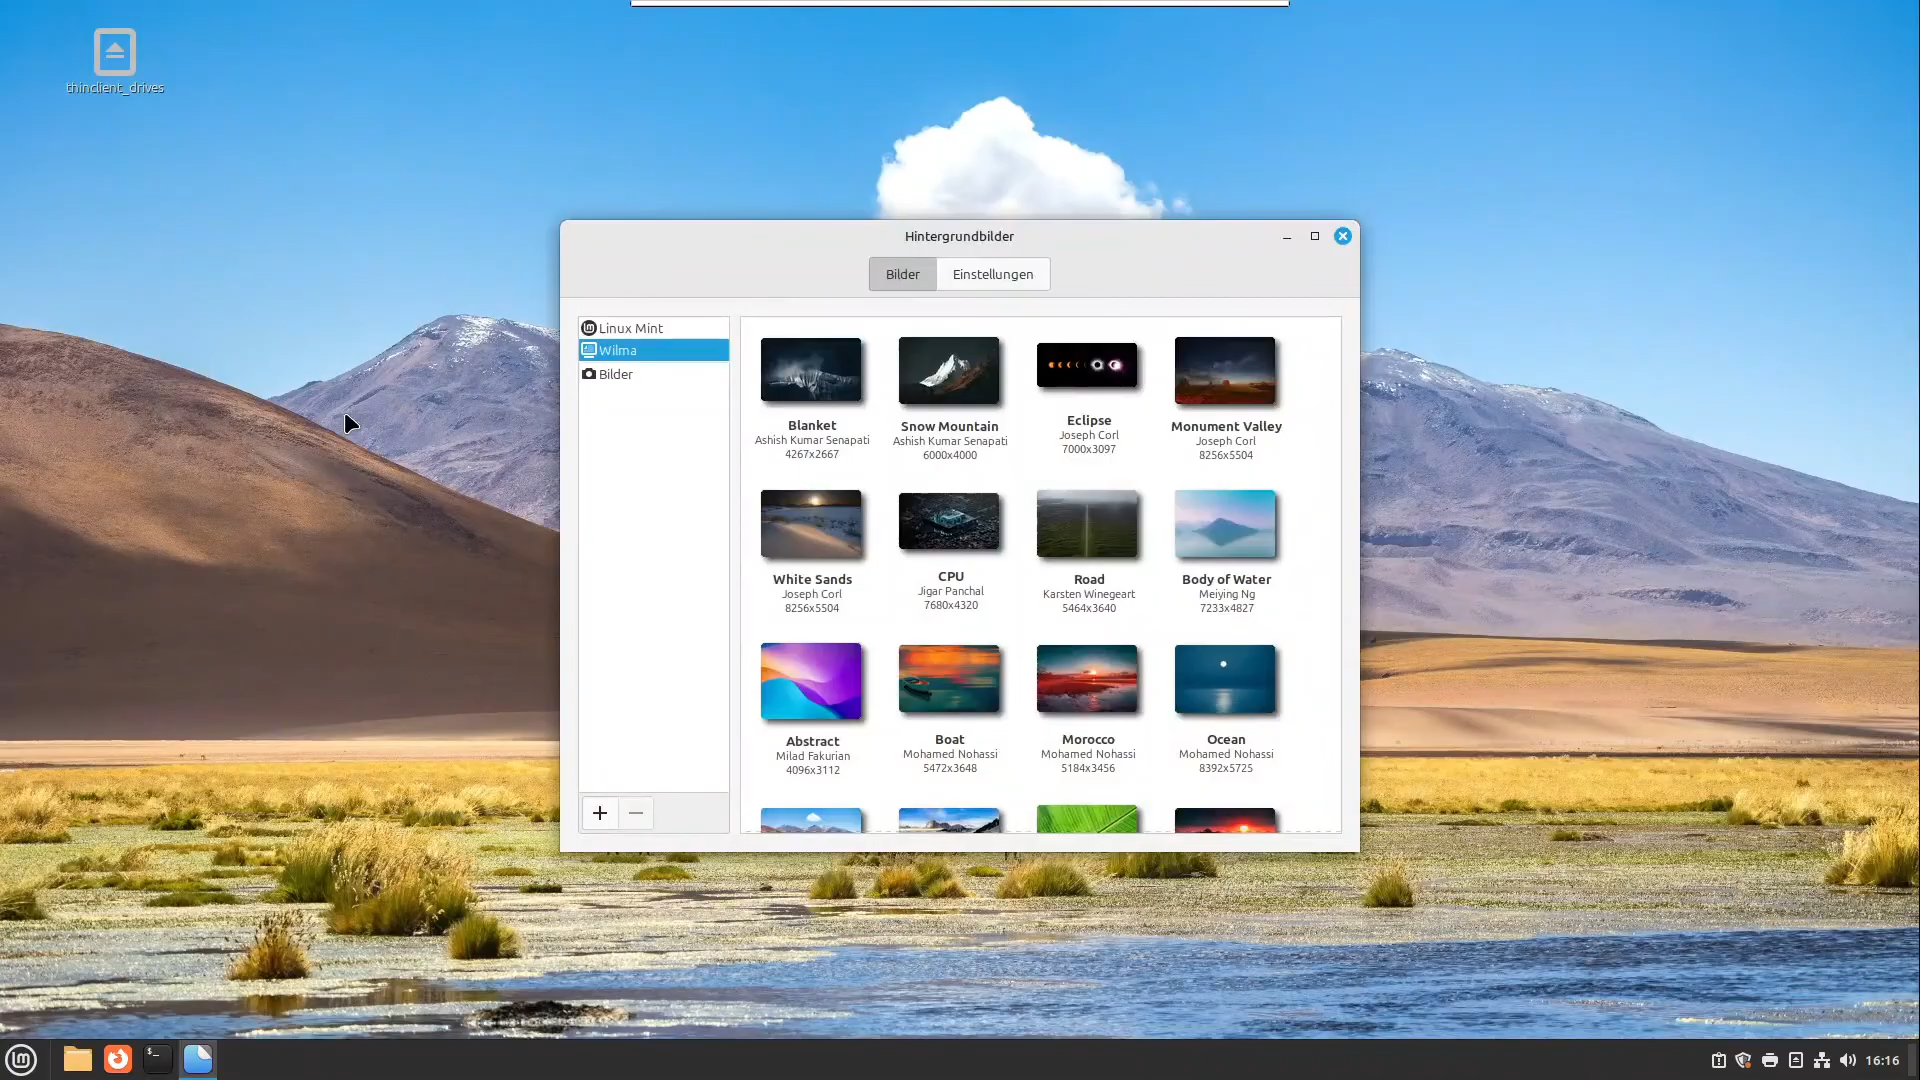 thinclient_drives
Hintergrundbilder
Bilder
Einstellungen
Linux Mint
Wilma
Bilder
Blanket
Ashish Kumar Senapati
4267x2667
Snow Mountain
Ashish Kumar Senapati
6000x4000
Eclipse
Joseph Corl
7000x3097
Monument Valley
Joseph Corl
8256x5504
White Sands
Joseph Corl
8256x5504
CPU
Jigar Panchal
7680x4320
Road
Karsten Winegeart
5464x3640
Body of Water
Meiying Ng
7233x4827
Abstract
Milad Fakurian
4096x3112
Boat
Mohamed Nohassi
5472x3648
Morocco
Mohamed Nohassi
5184x3456
Ocean
Mohamed Nohassi
8392x5725
16:16